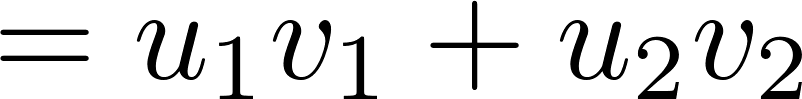 = u₁v₁ + u₂v₂